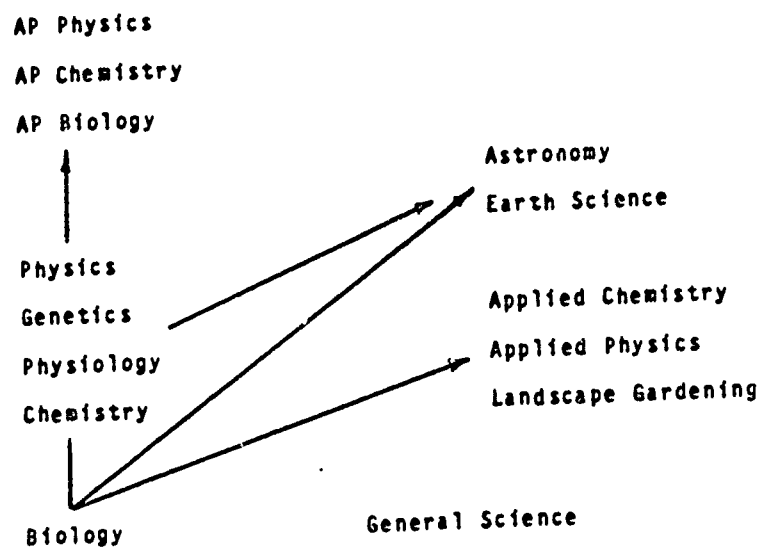 AP Physics
AP Chemistry
AP Biology
Astronomy
Earth Science
Physics
Genetics
Physiology
Chemistry
Applied Chemistry
Applied Physics
Landscape Gardening
Biology
General Science